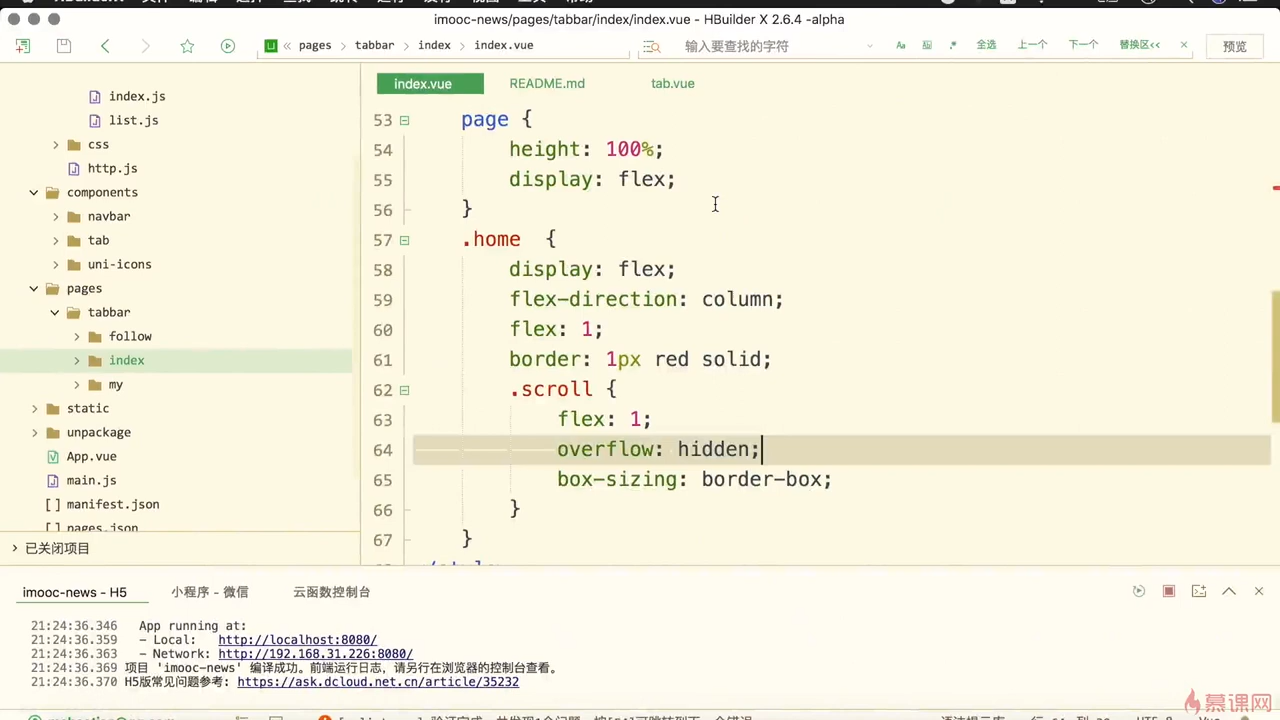 imooc-news/pages/tabbar/index/index.vue - HBuilder X 2.6.4 -alpha
« pages > tabbar > index > index.vue
输入要查找的字符
Aa
.*
全选
上一个
下一个
替换区<<
预览
index.js
list.js
css
http.js
components
navbar
tab
uni-icons
pages
tabbar
follow
index
my
static
unpackage
App.vue
main.js
[ ] manifest.json
[ ] pages.json
已关闭项目
index.vue README.md tab.vue
53 page {
54 height: 100%;
55 display: flex;
56 }
57 .home {
58 display: flex;
59 flex-direction: column;
60 flex: 1;
61 border: 1px red solid;
62 .scroll {
63 flex: 1;
64 overflow: hidden;
65 box-sizing: border-box;
66 }
67 }
imooc-news - H5 小程序 - 微信 云函数控制台
21:24:36.346 App running at:
21:24:36.359 - Local: http://localhost:8080/
21:24:36.363 - Network: http://192.168.31.226:8080/
21:24:36.369 项目 'imooc-news' 编译成功。前端运行日志，请另行在浏览器的控制台查看。
21:24:36.370 H5版常见问题参考: https://ask.dcloud.net.cn/article/35232
慕课网